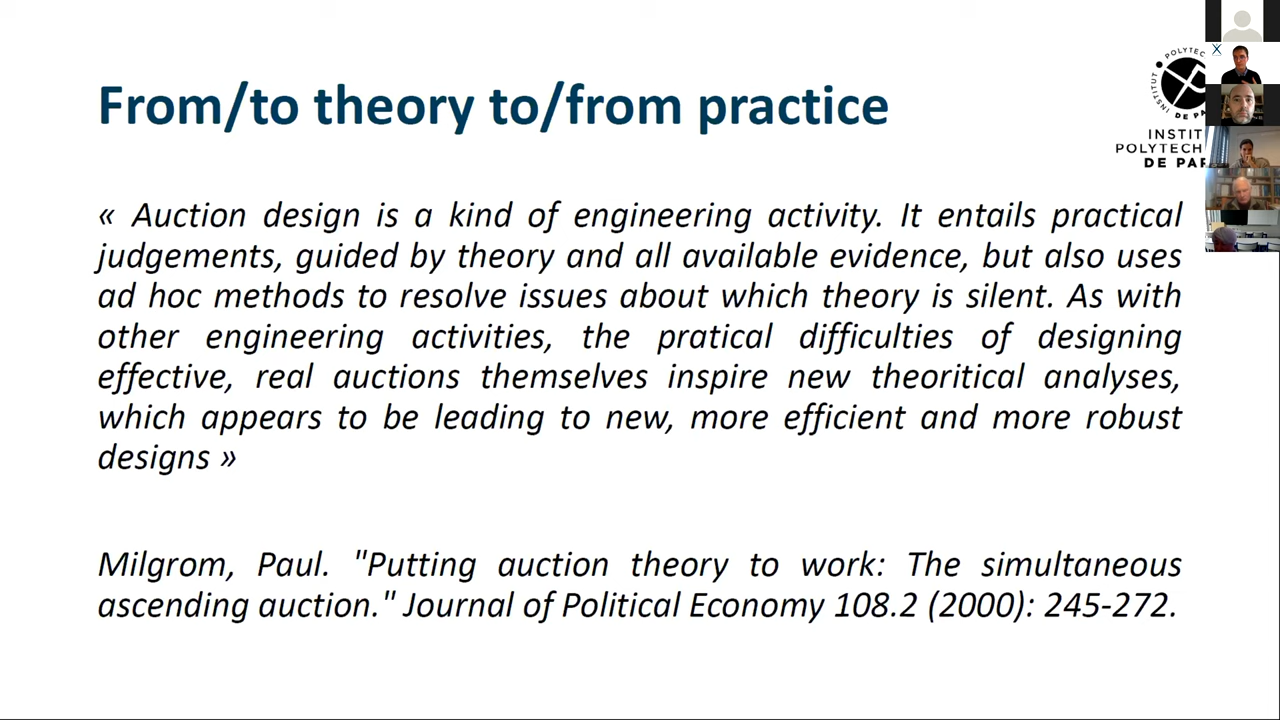 From/to theory to/from practice
« Auction design is a kind of engineering activity. It entails practical
judgements, guided by theory and all available evidence, but also uses
ad hoc methods to resolve issues about which theory is silent. As with
other engineering activities, the pratical difficulties of designing
effective, real auctions themselves inspire new theoritical analyses,
which appears to be leading to new, more efficient and more robust
designs »
Milgrom, Paul. "Putting auction theory to work: The simultaneous
ascending auction." Journal of Political Economy 108.2 (2000): 245-272.
INSTITUT POLYTEC
DE PA
INSTIT
POLYTECH
DE PAR